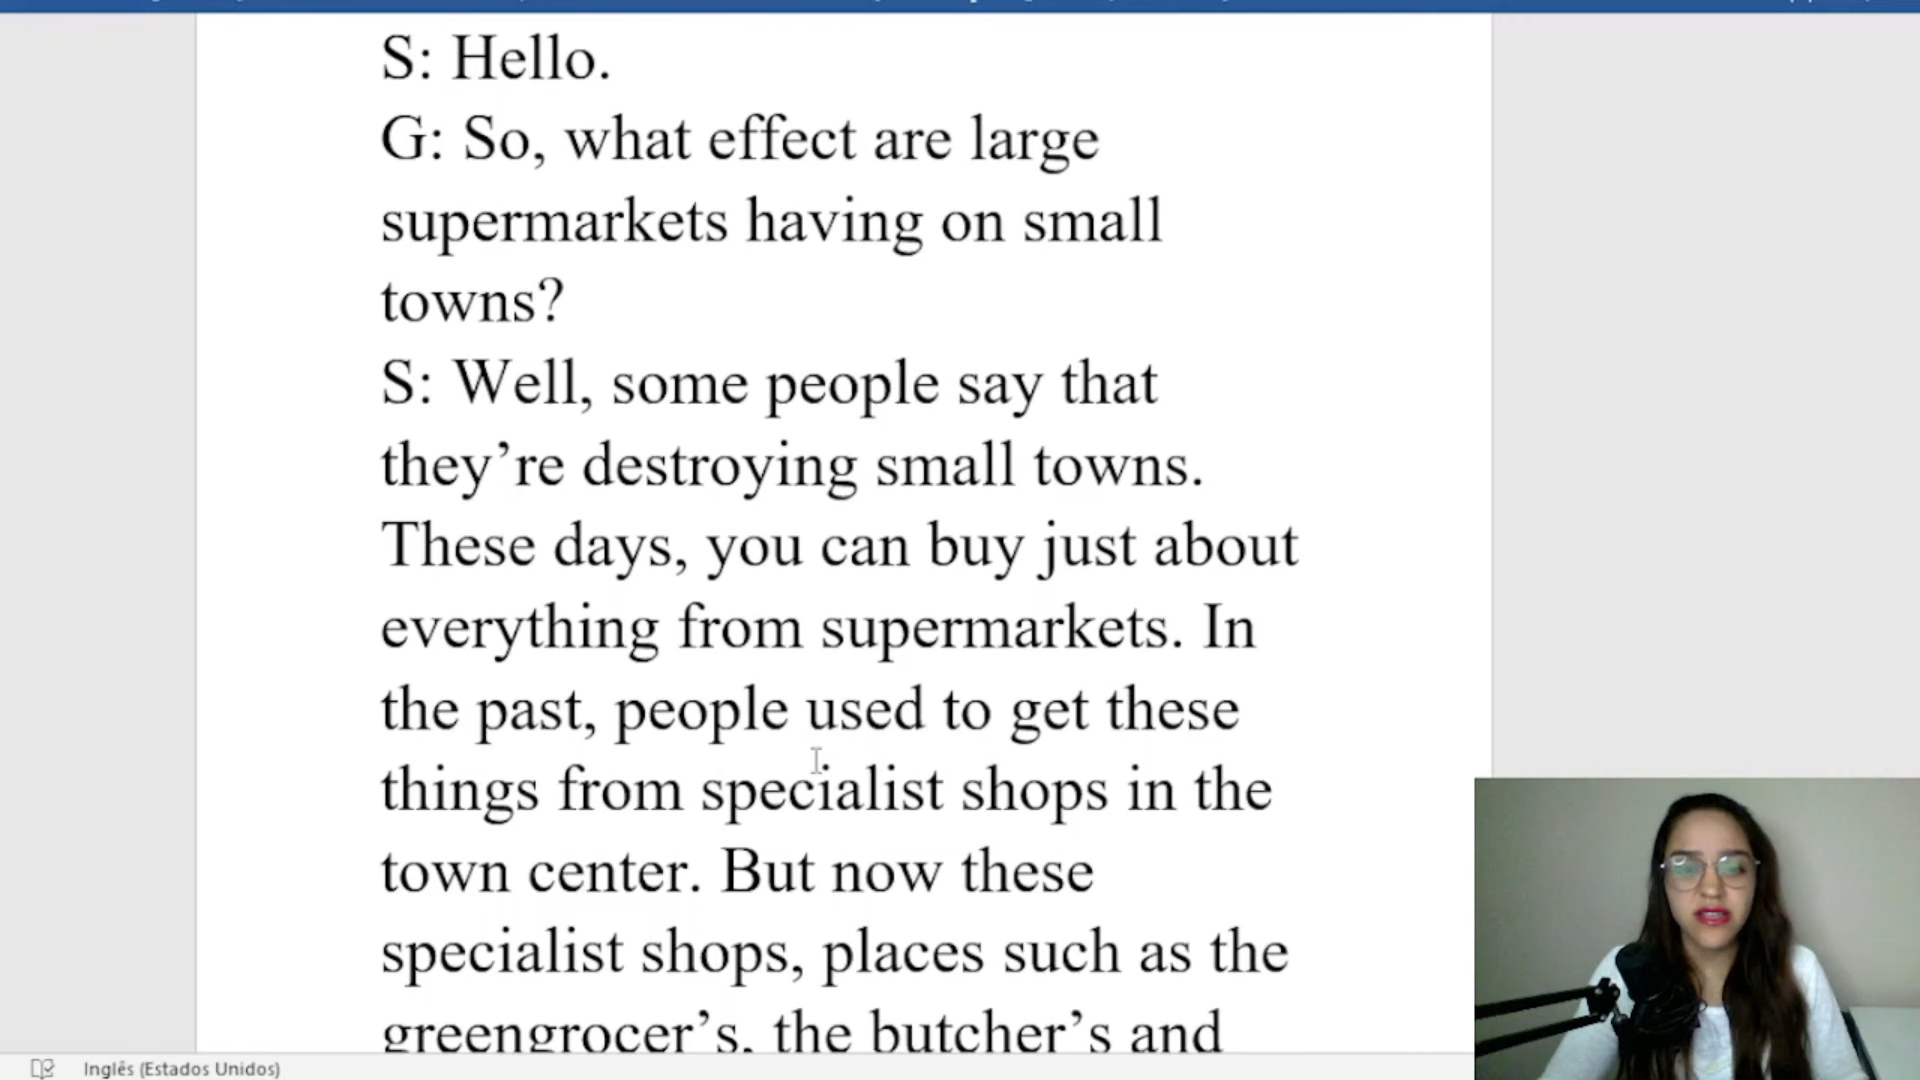 S: Hello.
G: So, what effect are large
supermarkets having on small
towns?
S: Well, some people say that
they’re destroying small towns.
These days, you can buy just about
everything from supermarkets. In
the past, people used to get these
things from specialist shops in the
town center. But now these
specialist shops, places such as the
greengrocer’s, the butcher’s and
Inglês (Estados Unidos)